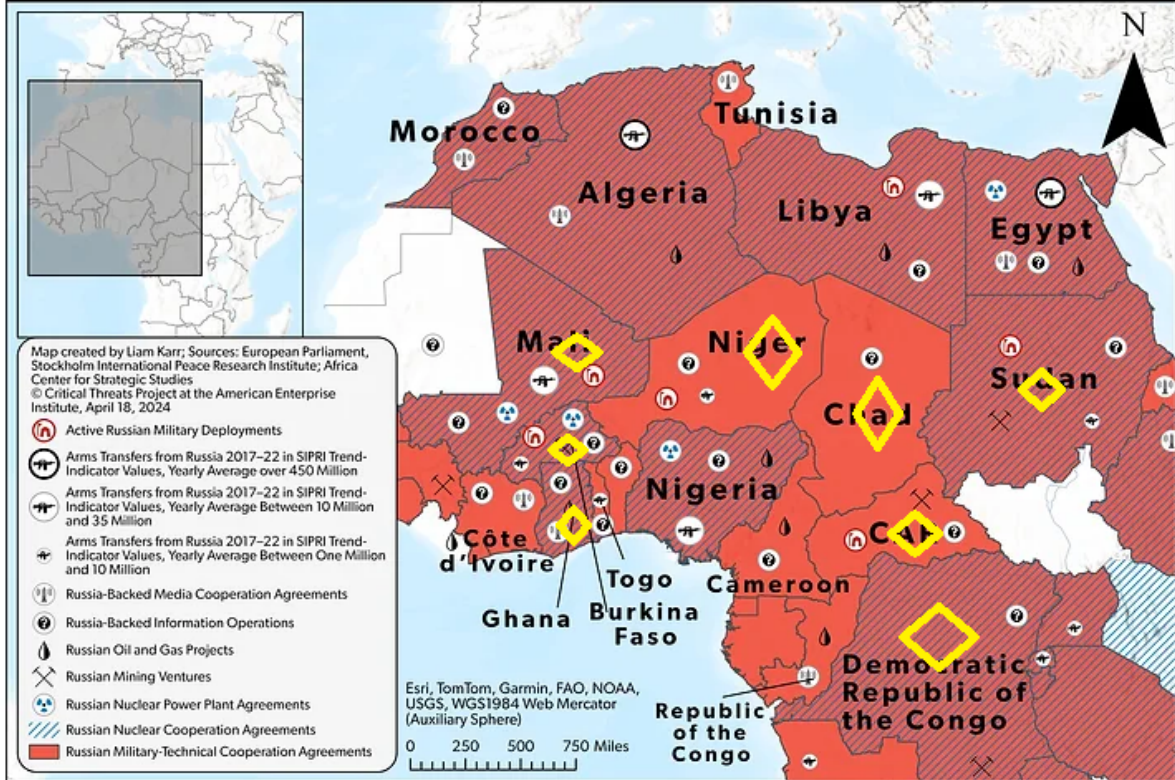 N
Morocco
Tunisia
Algeria
Libya
Egypt
Mali
Niger
Chad
Sudan
Nigeria
CAR
Côte
d'Ivoire
Cameroon
Togo
Ghana
Burkina
Faso
Democratic
Republic of
the Congo
Republic
of the
Congo
Map created by Liam Karr; Sources: European Parliament,
Stockholm International Peace Research Institute; Africa
Center for Strategic Studies
© Critical Threats Project at the American Enterprise
Institute, April 18, 2024
Active Russian Military Deployments
Arms Transfers from Russia 2017–22 in SIPRI Trend-
Indicator Values, Yearly Average over 450 Million
Arms Transfers from Russia 2017–22 in SIPRI Trend-
Indicator Values, Yearly Average Between 10 Million
and 35 Million
Arms Transfers from Russia 2017–22 in SIPRI Trend-
Indicator Values, Yearly Average Between One Million
and 10 Million
Russia-Backed Media Cooperation Agreements
Russia-Backed Information Operations
Russian Oil and Gas Projects
Russian Mining Ventures
Russian Nuclear Power Plant Agreements
Russian Nuclear Cooperation Agreements
Russian Military-Technical Cooperation Agreements
Esri, TomTom, Garmin, FAO, NOAA,
USGS, WGS1984 Web Mercator
(Auxiliary Sphere)
0 250 500 750 Miles